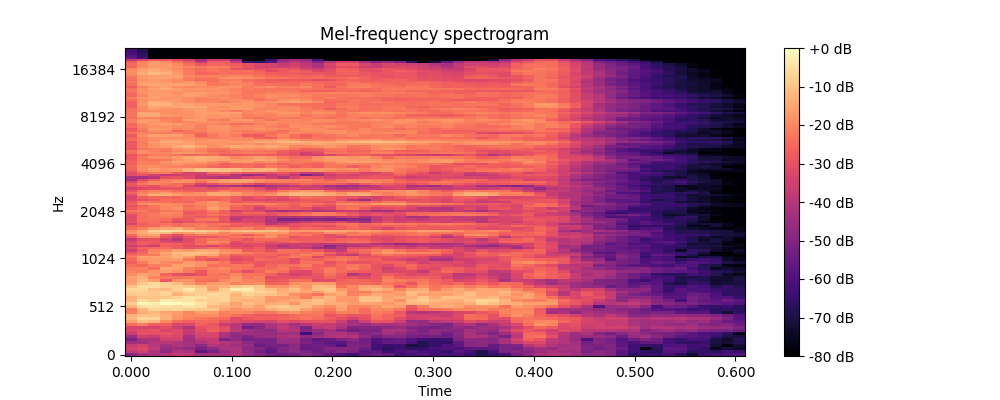 Mel-frequency spectrogram
Hz
16384
8192
4096
2048
1024
512
0
0.000 0.100 0.200 0.300 0.400 0.500 0.600
Time
+0 dB
-10 dB
-20 dB
-30 dB
-40 dB
-50 dB
-60 dB
-70 dB
-80 dB